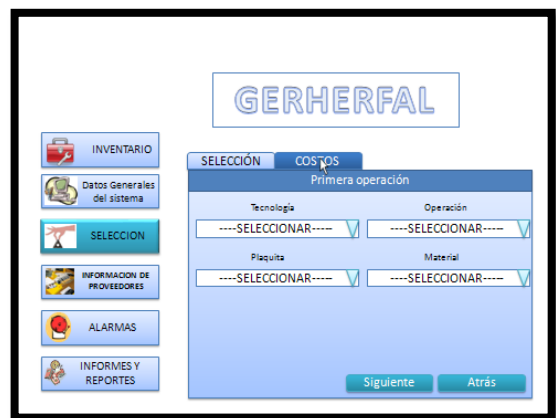 GERHERFAL
INVENTARIO
Datos Generales
del sistema
SELECCION
INFORMACION DE
PROVEEDORES
ALARMAS
INFORMES Y
REPORTES
SELECCIÓN
COSTOS
Primera operación
Tecnología
Operación
----SELECCIONAR-----
----SELECCIONAR-----
Plaquita
Material
----SELECCIONAR-----
----SELECCIONAR-----
Siguiente
Atrás